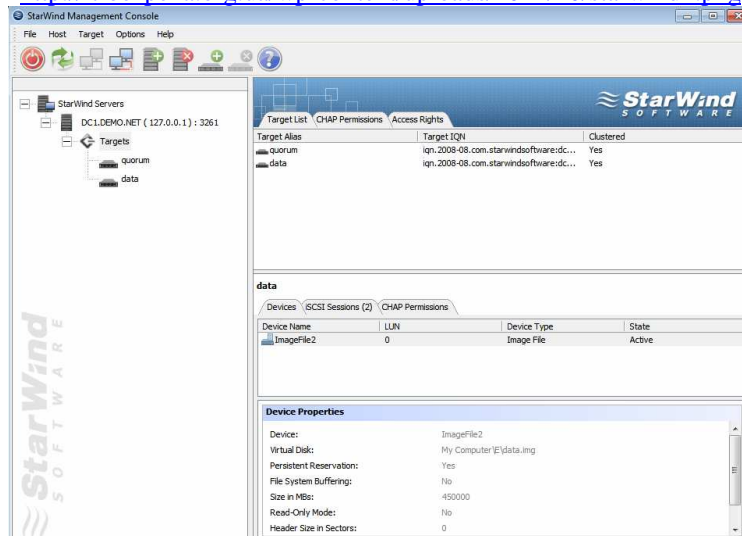 StarWind Management Console
File Host Target Options Help
StarWind Servers
DC1.DEMO.NET ( 127.0.0.1 ) : 3261
Targets
quorum
data
StarWind
SOFTWARE
StarWind
SOFTWARE
Target List CHAP Permissions Access Rights
Target Alias Target IQN Clustered
quorum iqn.2008-08.com.starwindsoftware:dc... Yes
data iqn.2008-08.com.starwindsoftware:dc... Yes
data
Devices iSCSI Sessions (2) CHAP Permissions
Device Name LUN Device Type State
ImageFile2 0 Image File Active
Device Properties
Device: ImageFile2
Virtual Disk: My Computer\E\data.img
Persistent Reservation: Yes
File System Buffering: No
Size in MBs: 450000
Read-Only Mode: No
Header Size in Sectors: 0